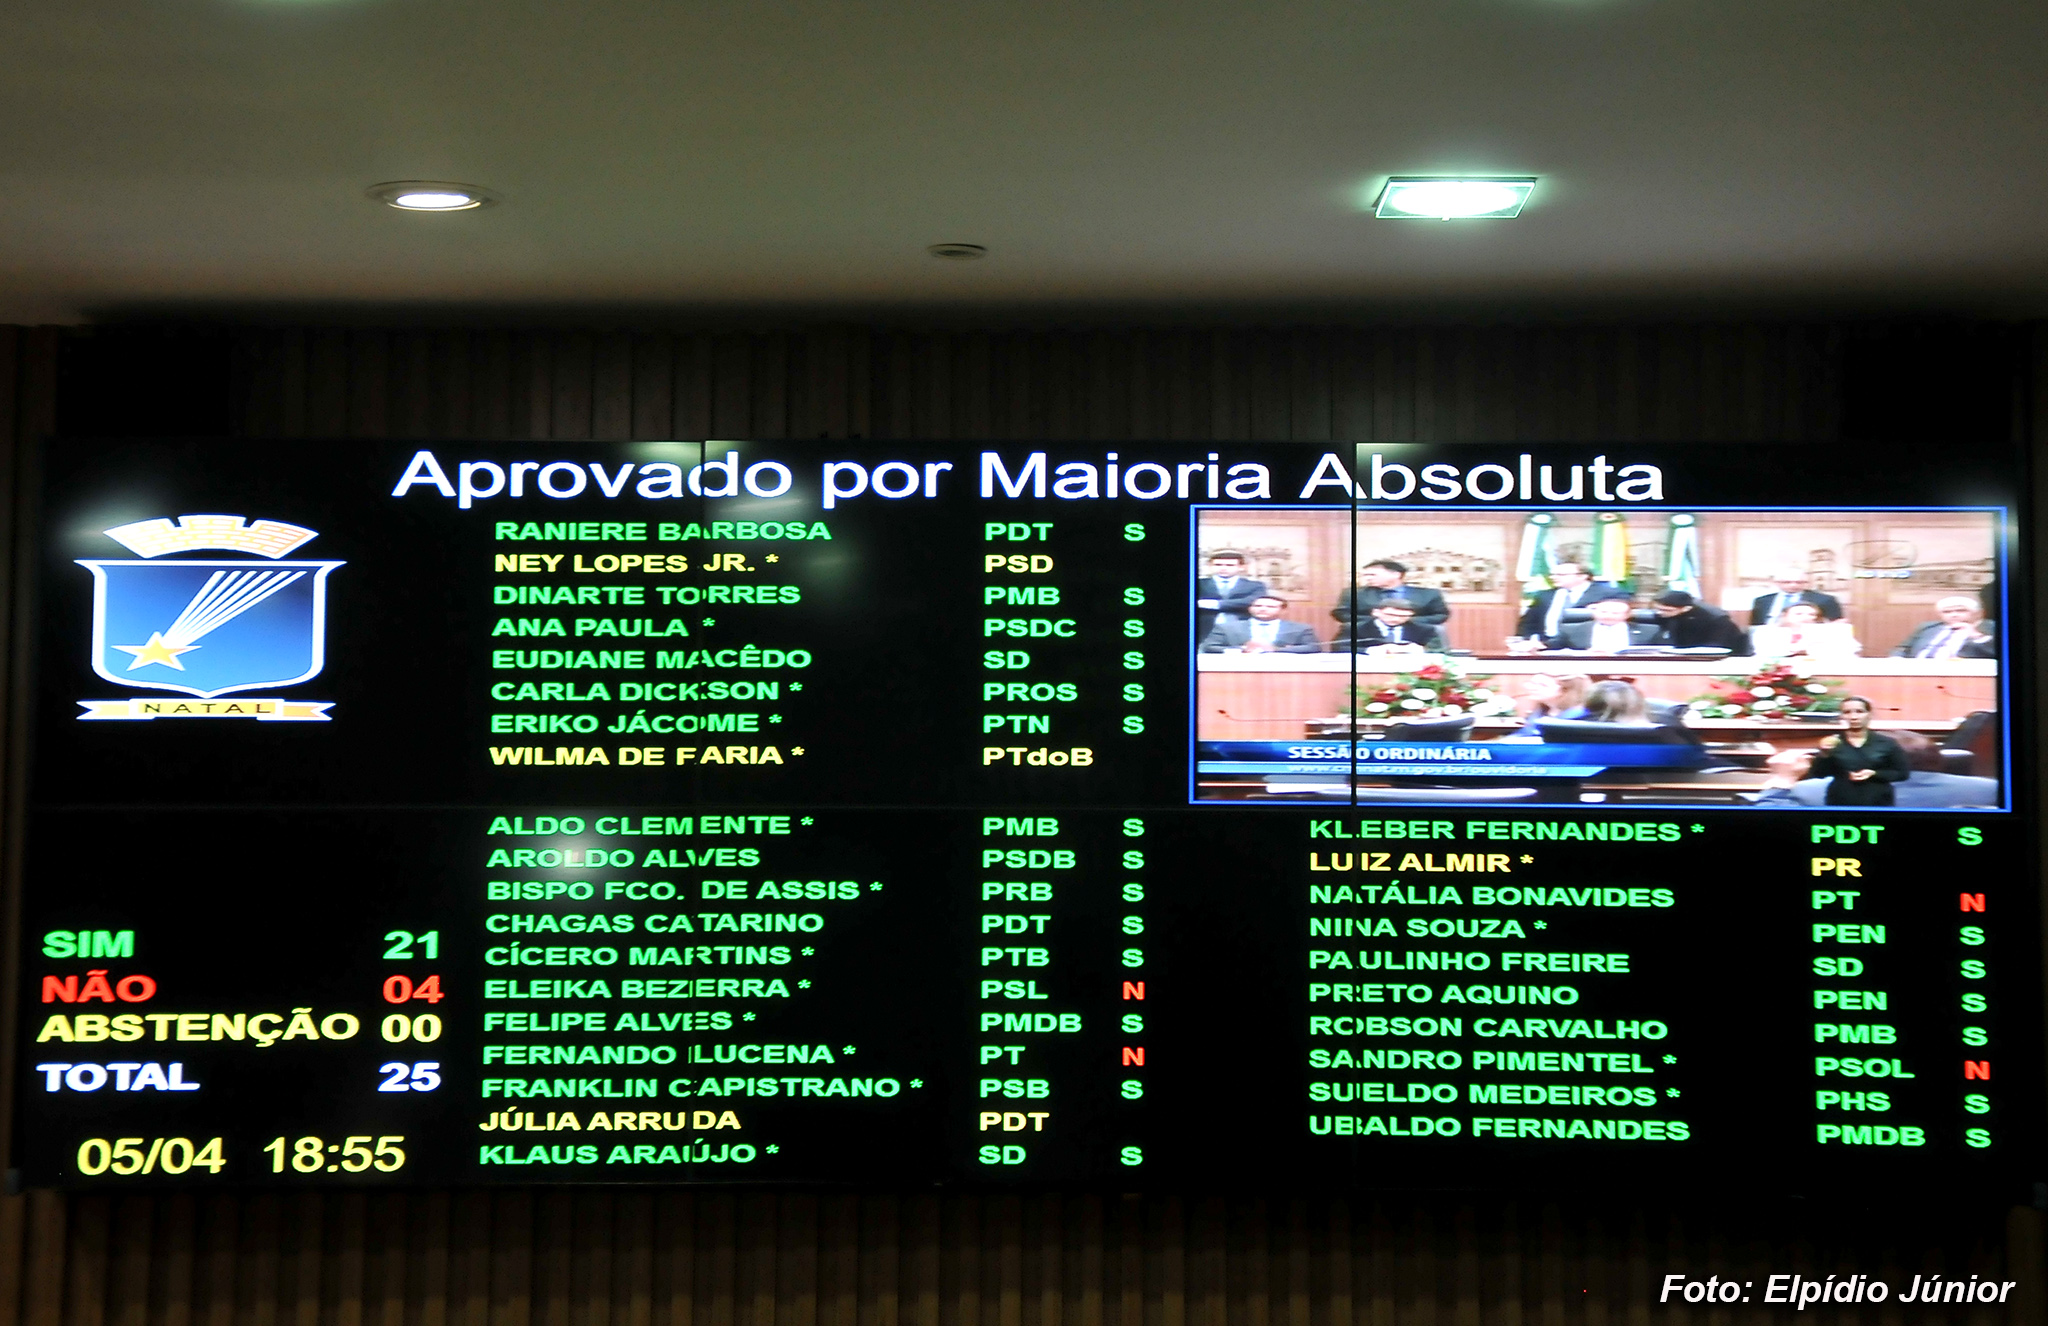 Aprovado por Maioria Absoluta
RANIERE BARBOSA PDT S
NEY LOPES JR. * PSD
DINARTE TORRES PMB S
ANA PAULA * PSDC S
EUDIANE MACÊDO SD S
CARLA DICKSON * PROS S
ERIKO JÁCOME * PTN S
WILMA DE FARIA * PTdoB
NATAL
SESSÃO ORDINÁRIA
ALDO CLEMENTE * PMB S
AROLDO ALVES PSDB S
BISPO FCO. DE ASSIS * PRB S
CHAGAS CATARINO PDT S
CÍCERO MARTINS * PTB S
ELEIKA BEZERRA * PSL N
FELIPE ALVES * PMDB S
FERNANDO LUCENA * PT N
FRANKLIN CAPISTRANO * PSB S
JÚLIA ARRUDA PDT
KLAUS ARAÚJO * SD S
KLEBER FERNANDES * PDT S
LUIZ ALMIR * PR
NATÁLIA BONAVIDES PT N
NINA SOUZA * PEN S
PAULINHO FREIRE SD S
PRETO AQUINO PEN S
ROBSON CARVALHO PMB S
SANDRO PIMENTEL * PSOL N
SUELDO MEDEIROS * PHS S
UBALDO FERNANDES PMDB S
SIM 21
NÃO 04
ABSTENÇÃO 00
TOTAL 25
05/04 18:55
Foto: Elpídio Júnior